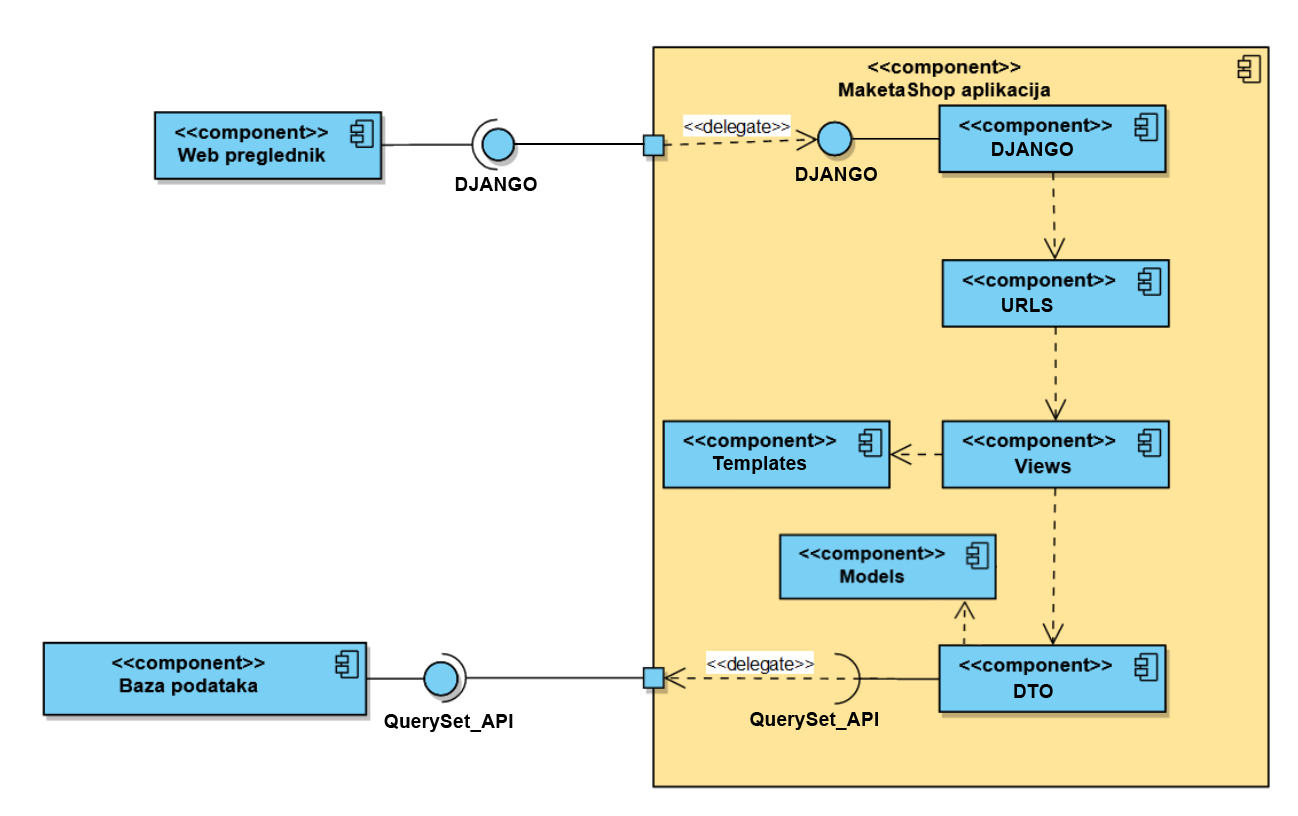 <<component>>
MaketaShop aplikacija
<<component>>
Web preglednik
DJANGO
<<delegate>>
DJANGO
<<component>>
DJANGO
<<component>>
URLS
<<component>>
Templates
<<component>>
Views
<<component>>
Models
<<component>>
Baza podataka
QuerySet_API
<<delegate>>
QuerySet_API
<<component>>
DTO